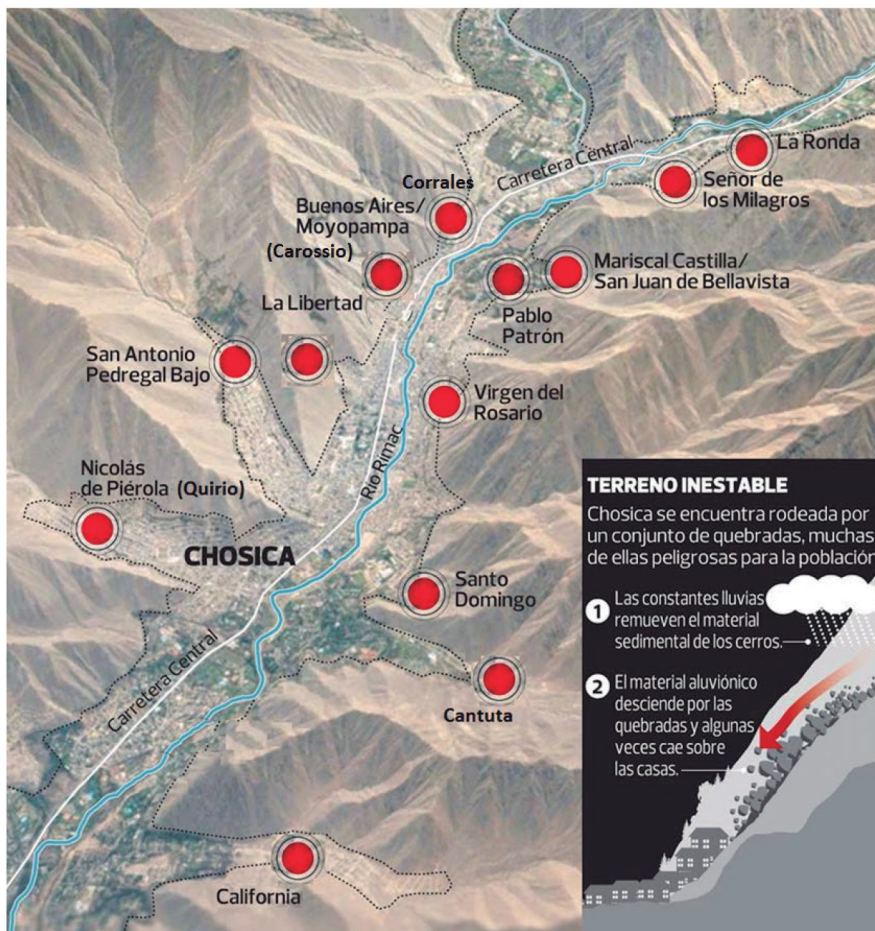 Carretera Central
La Ronda
Señor de
los Milagros
Corrales
Buenos Aires/
Moyopampa
(Carossio)
Mariscal Castilla/
San Juan de Bellavista
La Libertad
Pablo
Patrón
San Antonio
Pedregal Bajo
Virgen del
Rosario
Río Rimac
Nicolás
de Piérola (Quirio)
CHOSICA
Santo
Domingo
Carretera Central
Cantuta
California
TERRENO INESTABLE
Chosica se encuentra rodeada por
un conjunto de quebradas, muchas
de ellas peligrosas para la población
1 Las constantes lluvias
remueven el material
sedimental de los cerros.
2 El material aluviónico
desciende por las
quebradas y algunas
veces cae sobre
las casas.